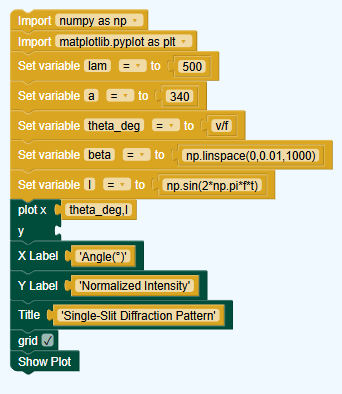 Import numpy as np
Import matplotlib.pyplot as plt
Set variable lam = to 500
Set variable a = to 340
Set variable theta_deg = to v/f
Set variable beta = to np.linspace(0,0.01,1000)
Set variable I = to np.sin(2*np.pi*f*t)
plot x theta_deg,I
y
X Label 'Angle(°)'
Y Label 'Normalized Intensity'
Title 'Single-Slit Diffraction Pattern'
grid
Show Plot